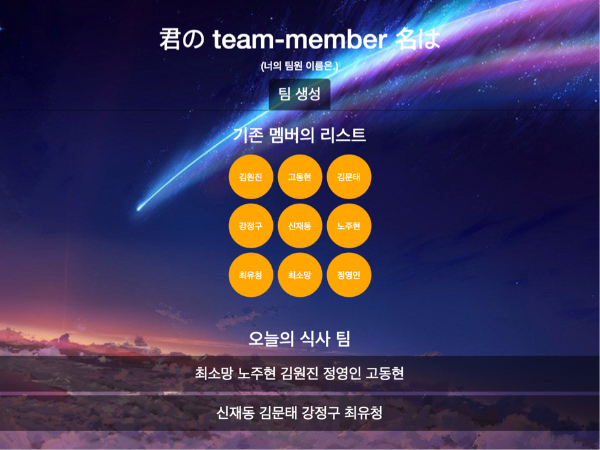 君の team-member 名は
(너의 팀원 이름은.)
팀 생성
기존 멤버의 리스트
김원진 고동현 김문태
강정구 신재동 노주현
최유청 최소망 정영인
오늘의 식사 팀
최소망 노주현 김원진 정영인 고동현
신재동 김문태 강정구 최유청